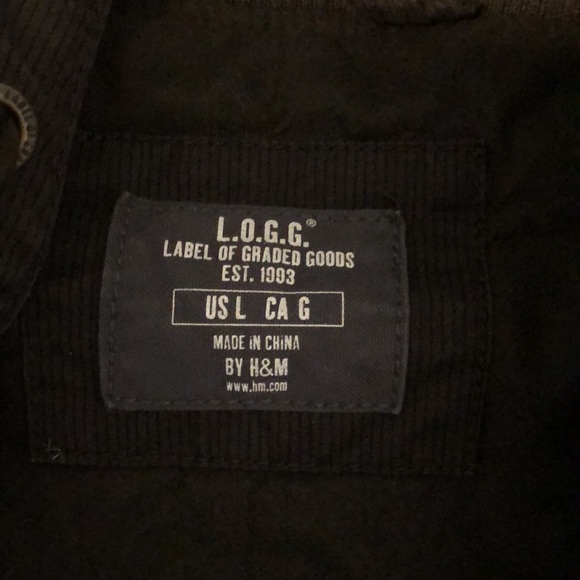 L.O.G.G.®
LABEL OF GRADED GOODS
EST. 1993
US L CA G
MADE IN CHINA
BY H&M
www.hm.com